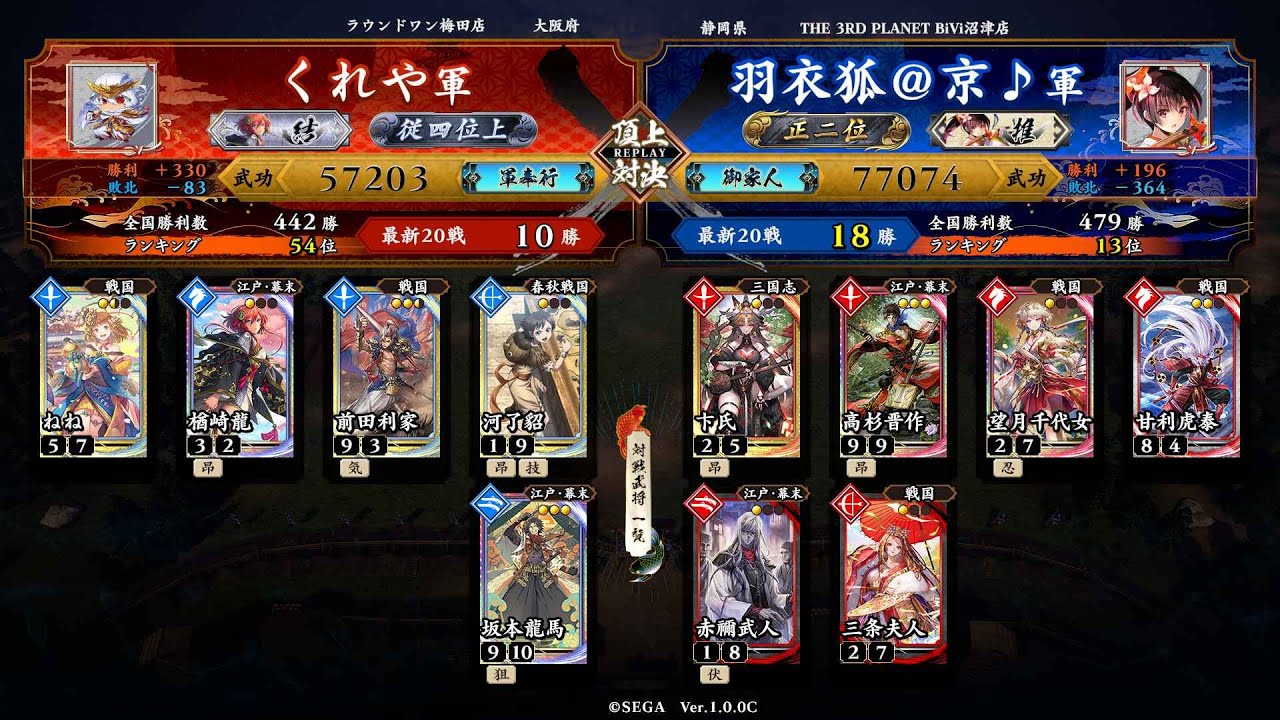 ラウンドワン梅田店 大阪府
静岡県 THE 3RD PLANET BiVi沼津店
くれや軍
結 従四位上
勝利 +330
敗北 -83
武功 57203 軍奉行
全国勝利数 442勝
ランキング 54位
最新20戦 10勝
頂上
REPLAY
対決
羽衣狐@京♪軍
正二位 推
御家人 77074 武功
勝利 +196
敗北 -364
最新20戦 18勝
全国勝利数 479勝
ランキング 13位
戦国
ねね
5 7
江戸・幕末
楢崎龍
3 2
昂
戦国
前田利家
9 3
気
春秋戦国
河了貂
1 9
昂 技
江戸・幕末
坂本龍馬
9 10
狙
対戦武将一覧
三国志
卞氏
2 5
昂
江戸・幕末
高杉晋作
9 9
昂
戦国
望月千代女
2 7
忍
戦国
甘利虎泰
8 4
江戸・幕末
赤禰武人
1 8
伏
戦国
三条夫人
2 7
©SEGA Ver.1.0.0C